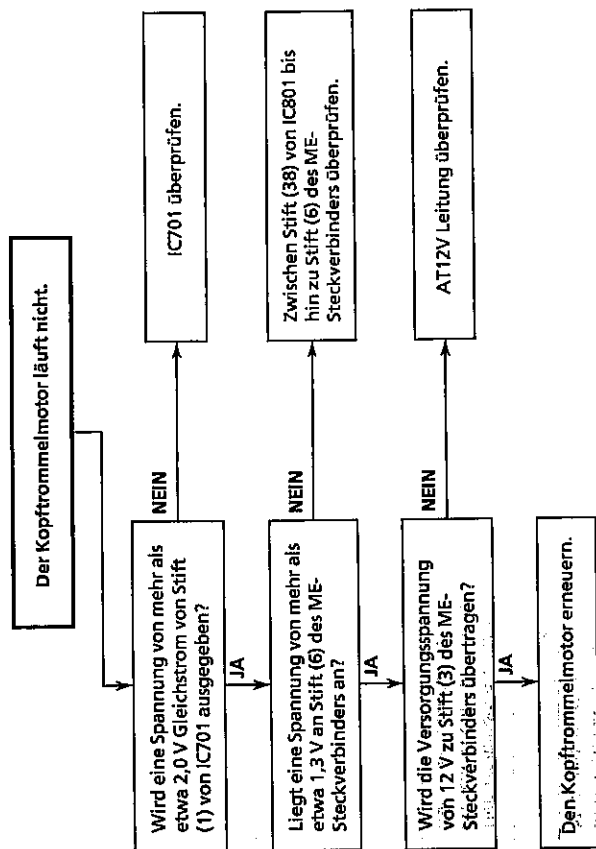 Der Kopftrommelmotor läuft nicht.
Wird eine Spannung von mehr als
etwa 2,0 V Gleichstrom von Stift
(1) von IC701 ausgegeben?
NEIN
IC701 überprüfen.
JA
Liegt eine Spannung von mehr als
etwa 1,3 V an Stift (6) des ME-
Steckverbinders an?
NEIN
Zwischen Stift (38) von IC801 bis
hin zu Stift (6) des ME-
Steckverbinders überprüfen.
JA
Wird die Versorgungsspannung
von 12 V zu Stift (3) des ME-
Steckverbinders übertragen?
NEIN
AT12V Leitung überprüfen.
JA
Den Kopftrommelmotor erneuern.